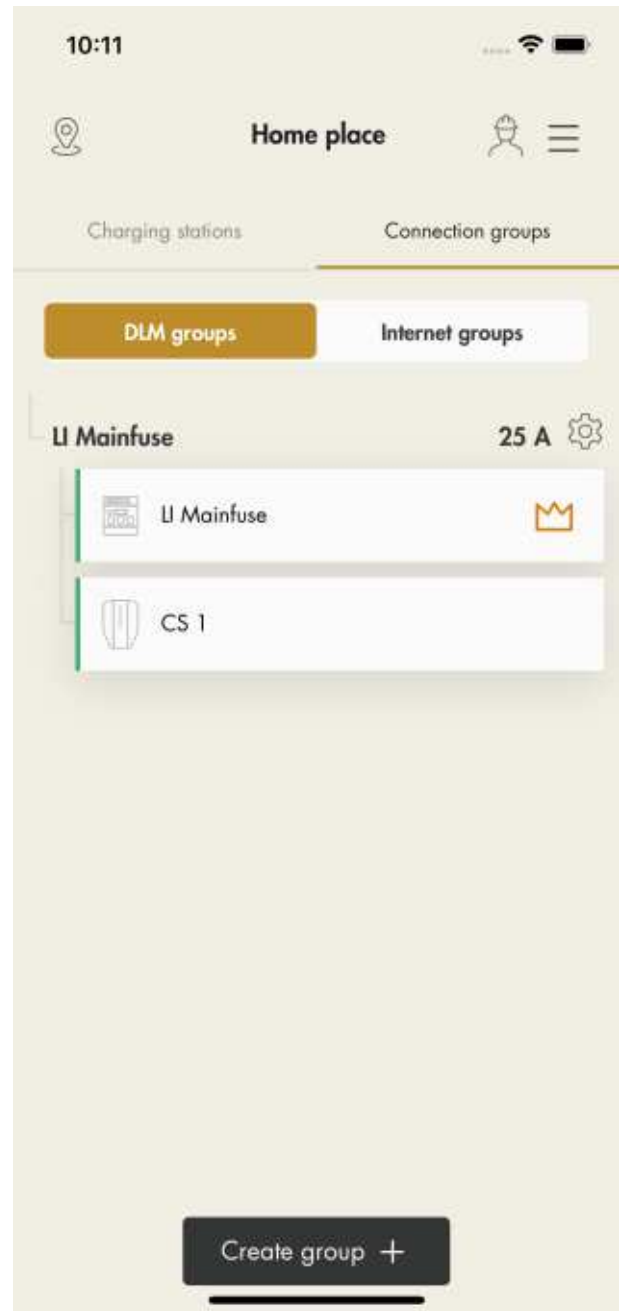 10:11
Home place
Charging stations
Connection groups
DLM groups
Internet groups
LI Mainfuse
25 A
LI Mainfuse
CS 1
Create group +